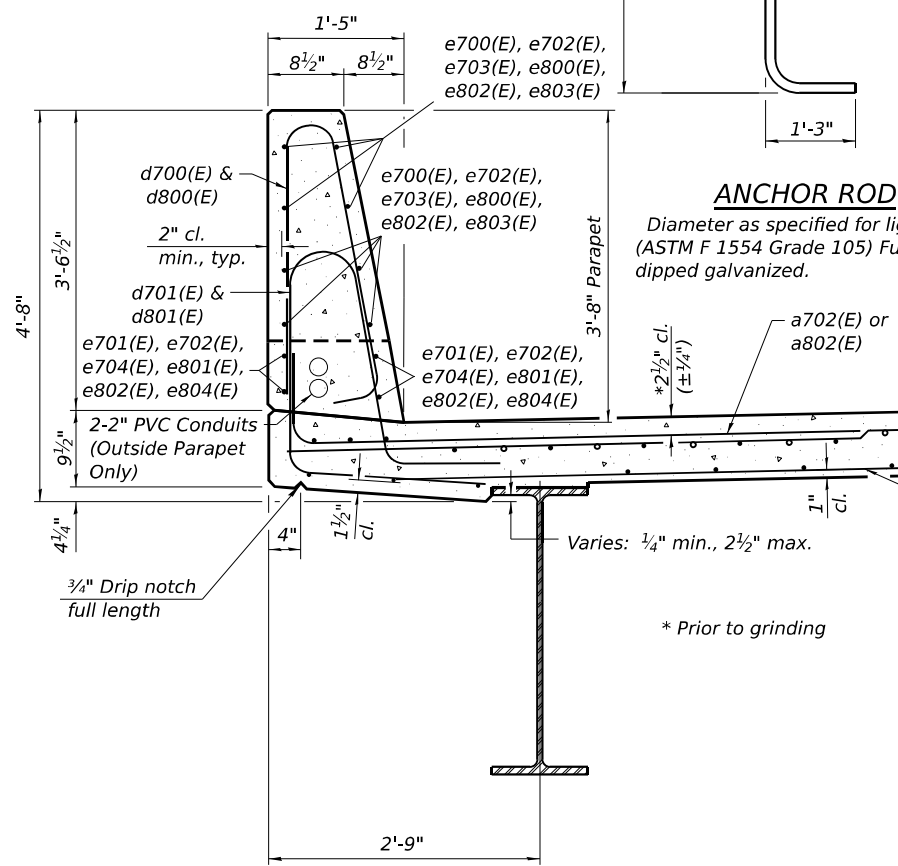 1'-5"
8½" 8½"
e700(E), e702(E),
e703(E), e800(E),
e802(E), e803(E)
1'-3"
ANCHOR ROD
Diameter as specified for lig
(ASTM F 1554 Grade 105) Fu
dipped galvanized.
d700(E) &
d800(E)
e700(E), e702(E),
e703(E), e800(E),
e802(E), e803(E)
2" cl.
min., typ.
3'-6½"
4'-8"
3'-8" Parapet
d701(E) &
d801(E)
e701(E), e702(E),
e704(E), e801(E),
e802(E), e804(E)
e701(E), e702(E),
e704(E), e801(E),
e802(E), e804(E)
*2½" cl.
(±¼")
a702(E) or
a802(E)
2-2" PVC Conduits
(Outside Parapet
Only)
9½"
4¼"
4"
1½"
cl.
1"
cl.
Varies: ¼" min., 2½" max.
¾" Drip notch
full length
* Prior to grinding
2'-9"